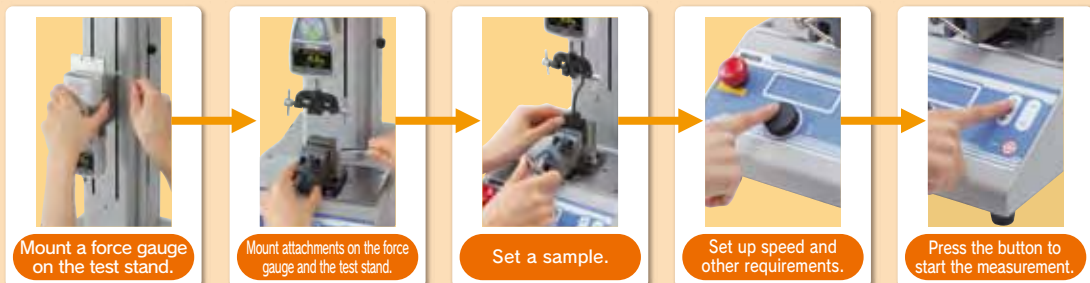 Mount a force gauge
on the test stand.
Mount attachments on the force
gauge and the test stand.
Set a sample.
Set up speed and
other requirements.
Press the button to
start the measurement.